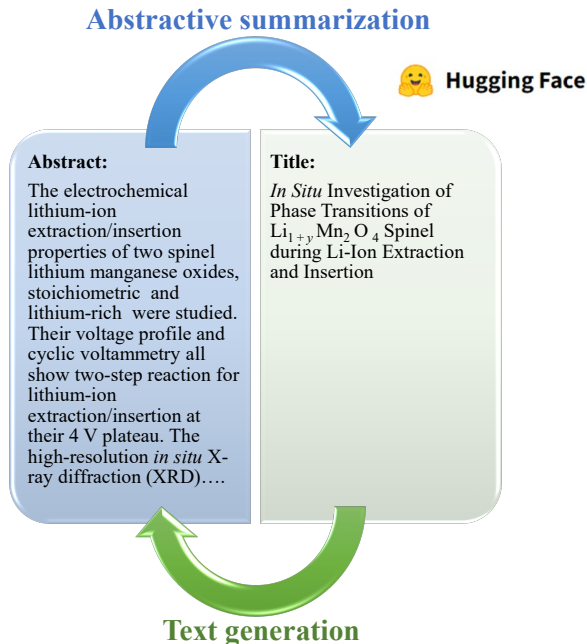 Abstractive summarization
🤗 Hugging Face
Abstract:
The electrochemical
lithium-ion
extraction/insertion
properties of two spinel
lithium manganese oxides,
stoichiometric and
lithium-rich were studied.
Their voltage profile and
cyclic voltammetry all
show two-step reaction for
lithium-ion
extraction/insertion at
their 4 V plateau. The
high-resolution in situ X-
ray diffraction (XRD)….
Title:
In Situ Investigation of
Phase Transitions of
Li₁₊ᵧMn₂O₄ Spinel
during Li-Ion Extraction
and Insertion
Text generation